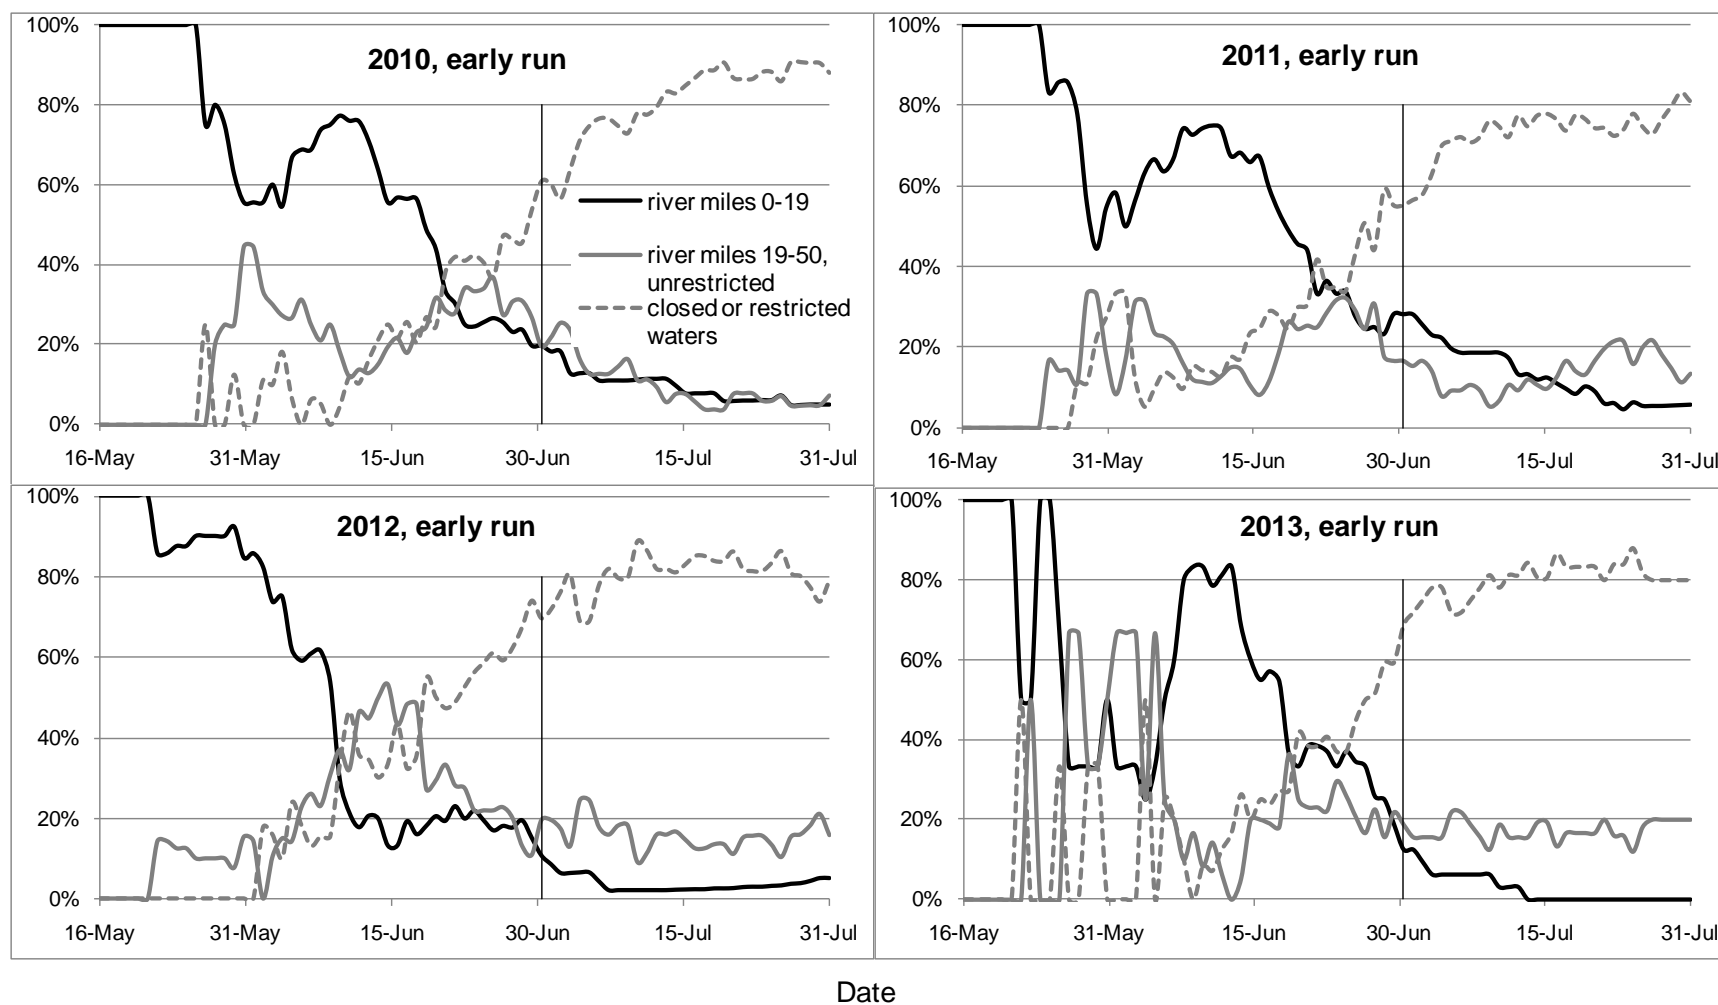 2010, early run
100%
80%
60%
40%
20%
0%
16-May 31-May 15-Jun 30-Jun 15-Jul 31-Jul
river miles 0-19
river miles 19-50,
unrestricted
closed or restricted
waters
2011, early run
100%
80%
60%
40%
20%
0%
16-May 31-May 15-Jun 30-Jun 15-Jul 31-Jul
2012, early run
100%
80%
60%
40%
20%
0%
16-May 31-May 15-Jun 30-Jun 15-Jul 31-Jul
2013, early run
100%
80%
60%
40%
20%
0%
16-May 31-May 15-Jun 30-Jun 15-Jul 31-Jul
Date